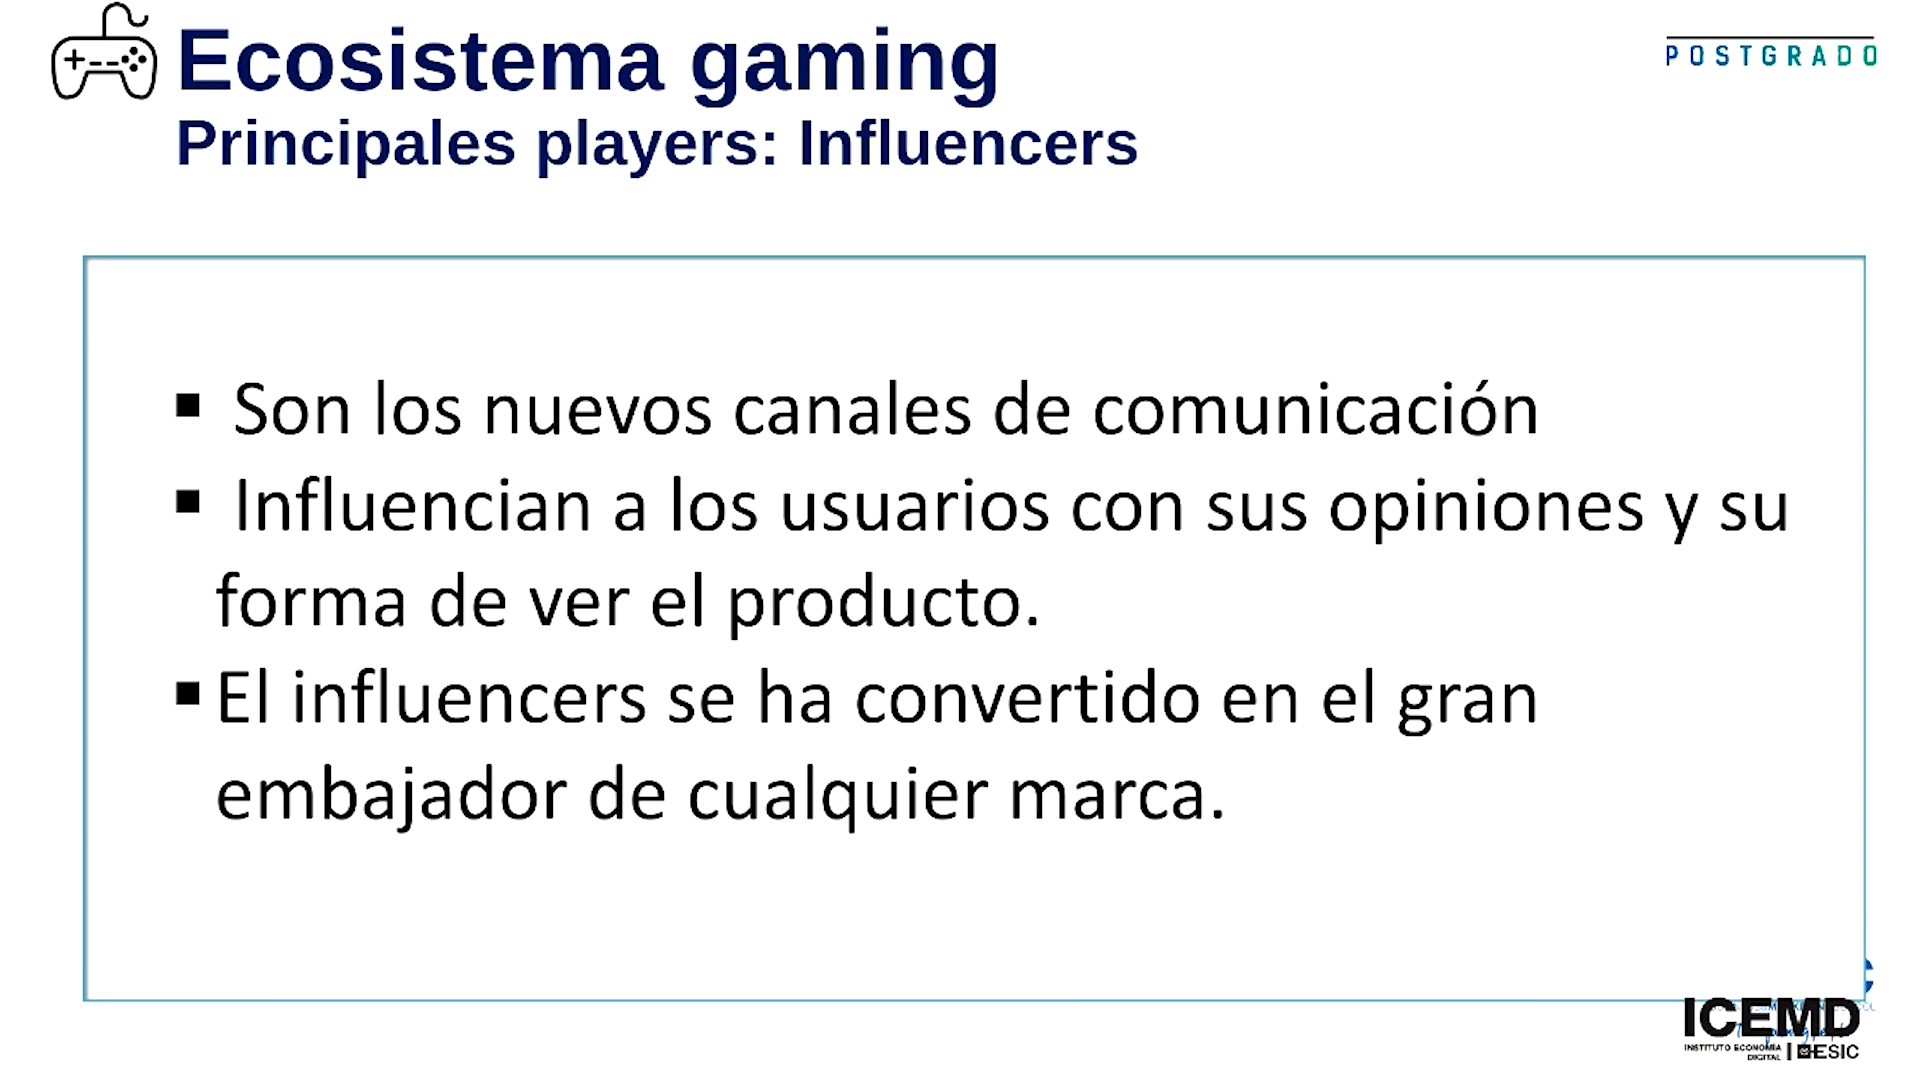 Ecosistema gaming
POSTGRADO
Principales players: Influencers
▪ Son los nuevos canales de comunicación
▪ Influencian a los usuarios con sus opiniones y su
forma de ver el producto.
▪ El influencers se ha convertido en el gran
embajador de cualquier marca.
ICEMD
INSTITUTO ECONOMÍA
DIGITAL | ESIC